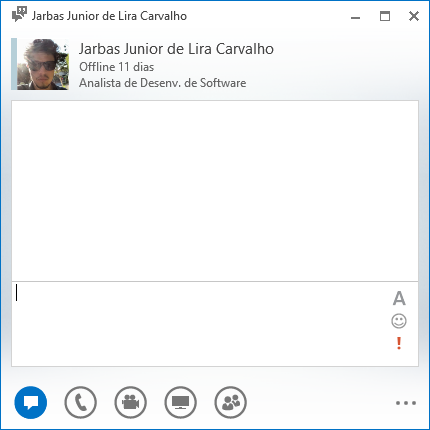 Jarbas Junior de Lira Carvalho
Jarbas Junior de Lira Carvalho
Offline 11 dias
Analista de Desenv. de Software
A
!